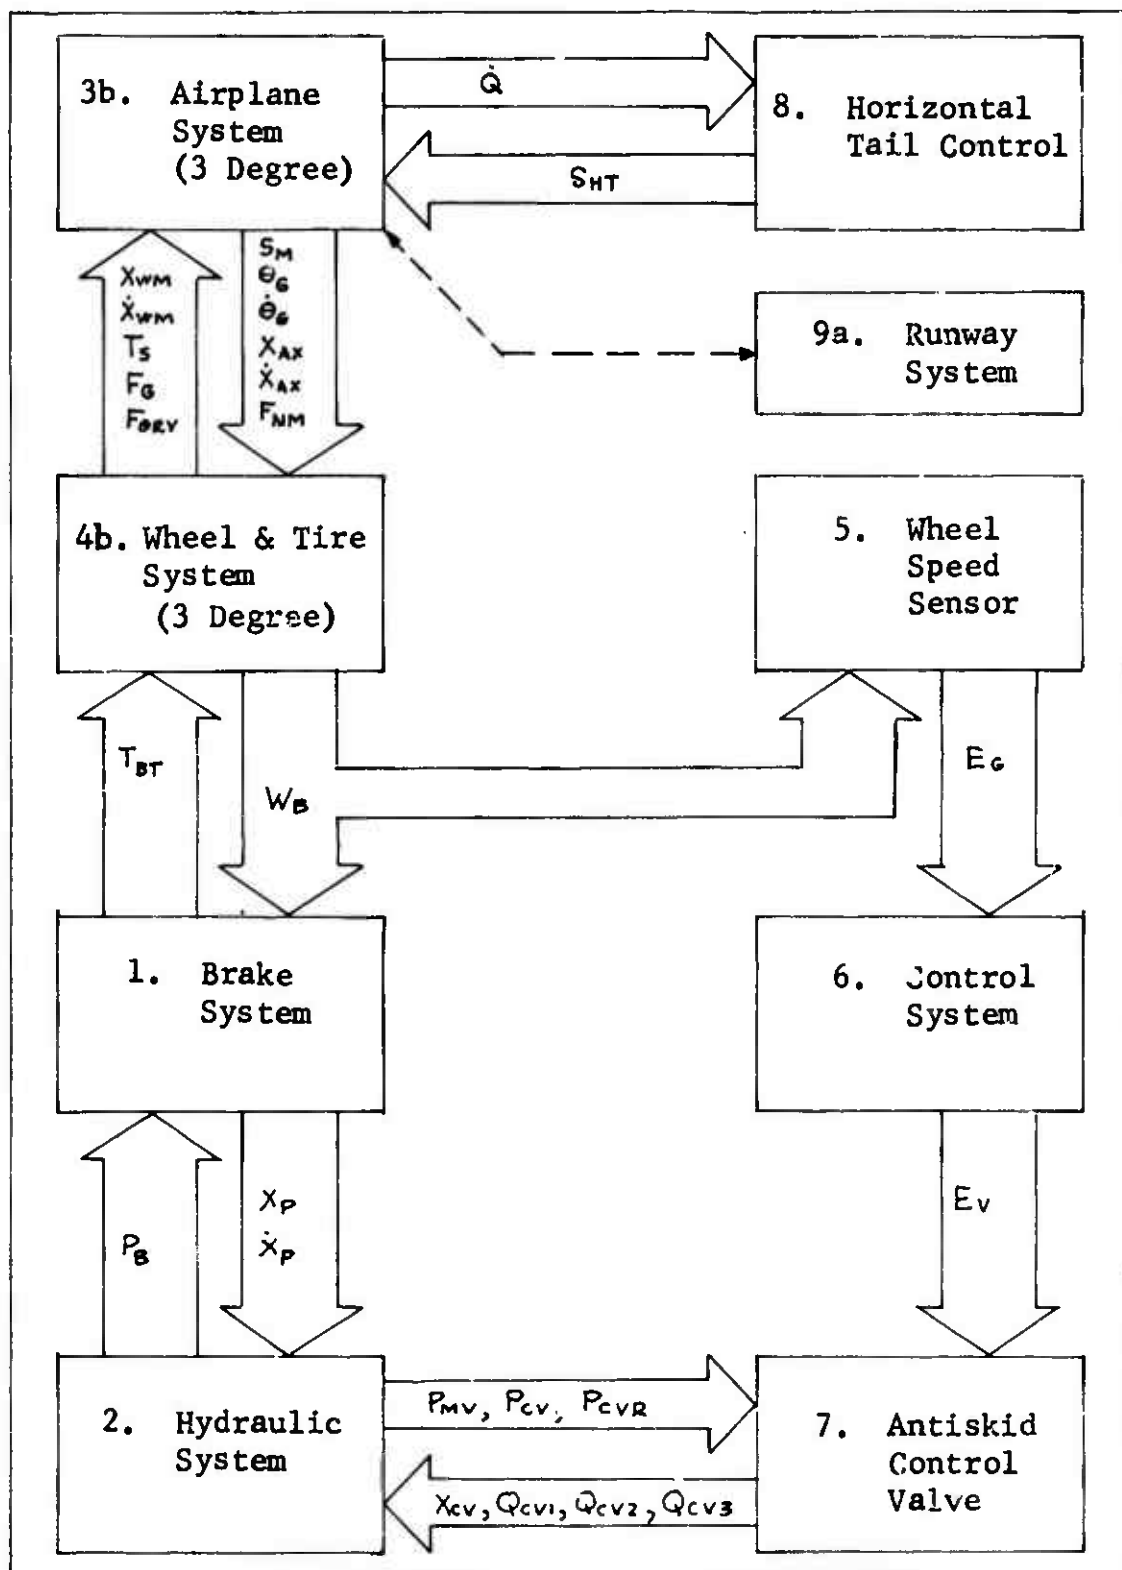 3b. Airplane
System
(3 Degree)
Q̇
8. Horizontal
Tail Control
S_HT
X_WM
Ẋ_WM
T_S
F_G
F_GRV
S_M
θ_G
θ̇_G
X_AX
Ẋ_AX
F_NM
9a. Runway
System
4b. Wheel & Tire
System
(3 Degree)
5. Wheel
Speed
Sensor
T_BT
W_B
E_G
1. Brake
System
6. Control
System
P_B
X_P
Ẋ_P
E_V
2. Hydraulic
System
P_MV, P_CV, P_CVR
X_CV, Q_CV1, Q_CV2, Q_CV3
7. Antiskid
Control
Valve